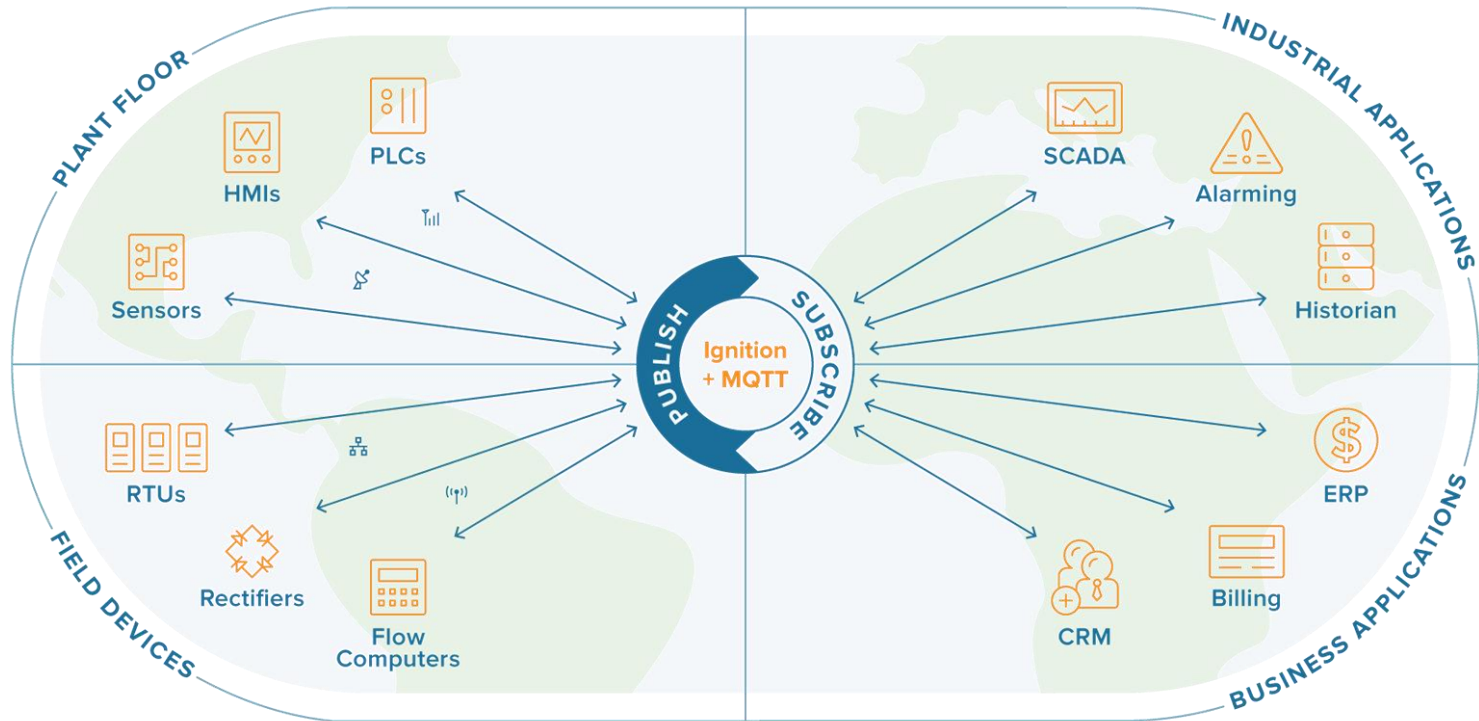 PLANT FLOOR
PLCs
HMIs
Sensors
INDUSTRIAL APPLICATIONS
SCADA
Alarming
Historian
PUBLISH
SUBSCRIBE
Ignition
+ MQTT
FIELD DEVICES
RTUs
Rectifiers
Flow
Computers
BUSINESS APPLICATIONS
ERP
Billing
CRM